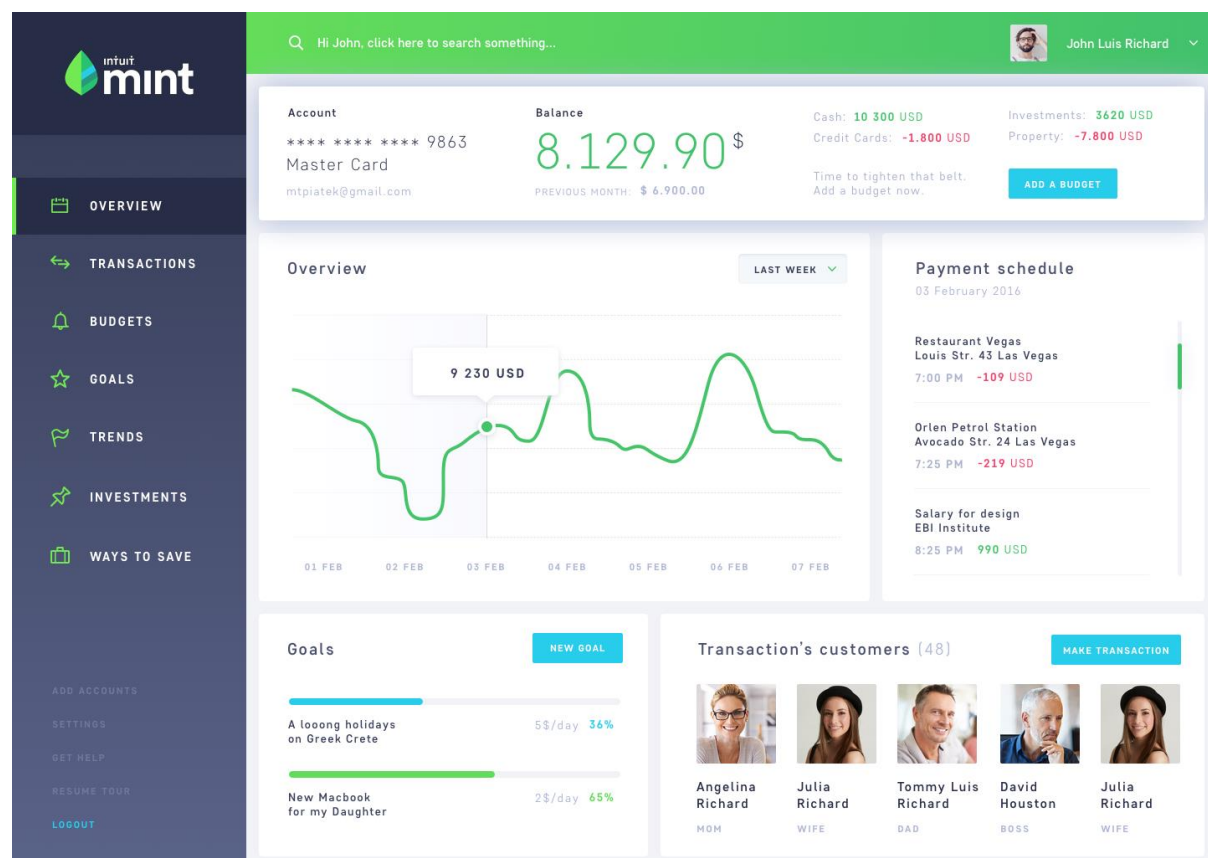 intuit
mint
Hi John, click here to search something...
John Luis Richard
OVERVIEW
TRANSACTIONS
BUDGETS
GOALS
TRENDS
INVESTMENTS
WAYS TO SAVE
ADD ACCOUNTS
SETTINGS
GET HELP
RESUME TOUR
LOGOUT
Account
**** **** **** 9863
Master Card
mtpiatek@gmail.com
Balance
8.129.90 $
PREVIOUS MONTH: $ 6.900.00
Cash: 10 300 USD
Credit Cards: -1.800 USD
Time to tighten that belt.
Add a budget now.
Investments: 3620 USD
Property: -7.800 USD
ADD A BUDGET
Overview
LAST WEEK
9 230 USD
01 FEB 02 FEB 03 FEB 04 FEB 05 FEB 06 FEB 07 FEB
Payment schedule
03 February 2016
Restaurant Vegas
Louis Str. 43 Las Vegas
7:00 PM -109 USD
Orlen Petrol Station
Avocado Str. 24 Las Vegas
7:25 PM -219 USD
Salary for design
EBI Institute
8:25 PM 990 USD
Goals
NEW GOAL
A looong holidays
on Greek Crete
5$/day 36%
New Macbook
for my Daughter
2$/day 65%
Transaction's customers (48)
MAKE TRANSACTION
Angelina
Richard
MOM
Julia
Richard
WIFE
Tommy Luis
Richard
DAD
David
Houston
BOSS
Julia
Richard
WIFE